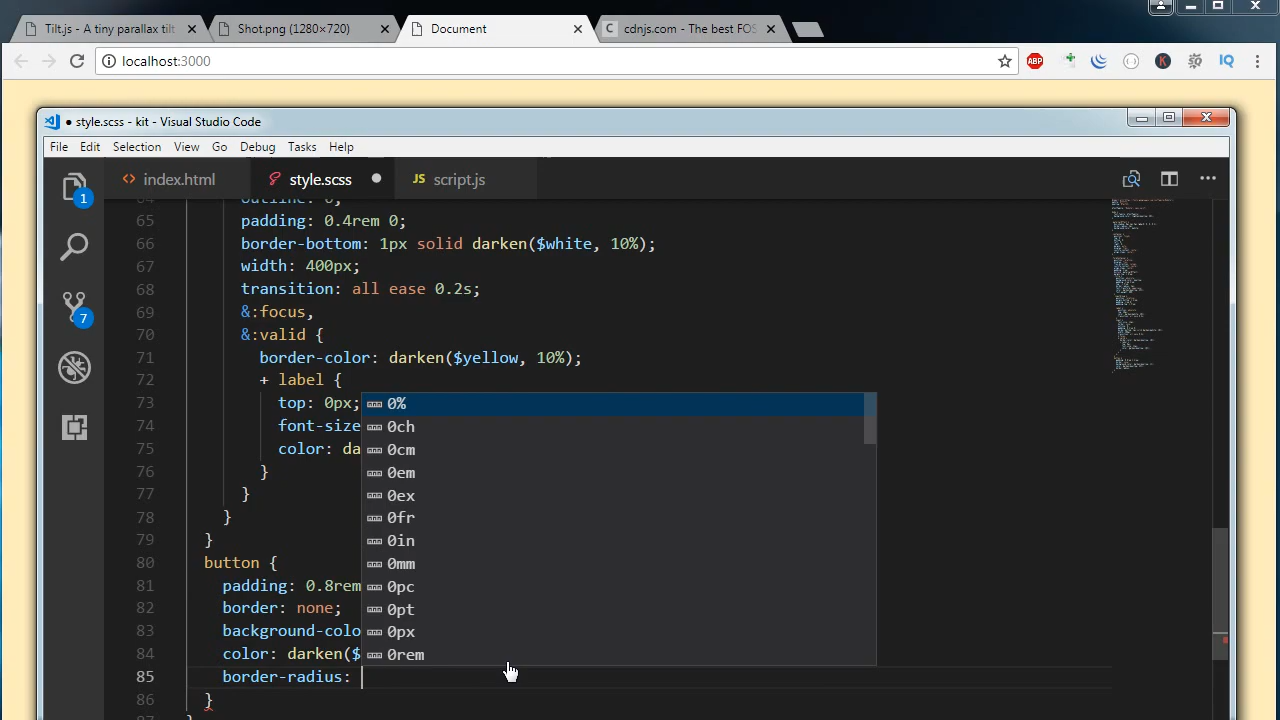 Tilt.js - A tiny parallax tilt
Shot.png (1280×720)
Document
cdnjs.com - The best FOS
localhost:3000
ABP
K
IQ
● style.scss - kit - Visual Studio Code
File Edit Selection View Go Debug Tasks Help
index.html
style.scss
JS script.js
1
7
outline: 0;
65 padding: 0.4rem 0;
66 border-bottom: 1px solid darken($white, 10%);
67 width: 400px;
68 transition: all ease 0.2s;
69 &:focus,
70 &:valid {
71 border-color: darken($yellow, 10%);
72 + label {
73 top: 0px;
74 font-size
75 color: da
76 }
77 }
78 }
79 }
80 button {
81 padding: 0.8rem
82 border: none;
83 background-colo
84 color: darken($
85 border-radius:
86 }
0%
0ch
0cm
0em
0ex
0fr
0in
0mm
0pc
0pt
0px
0rem